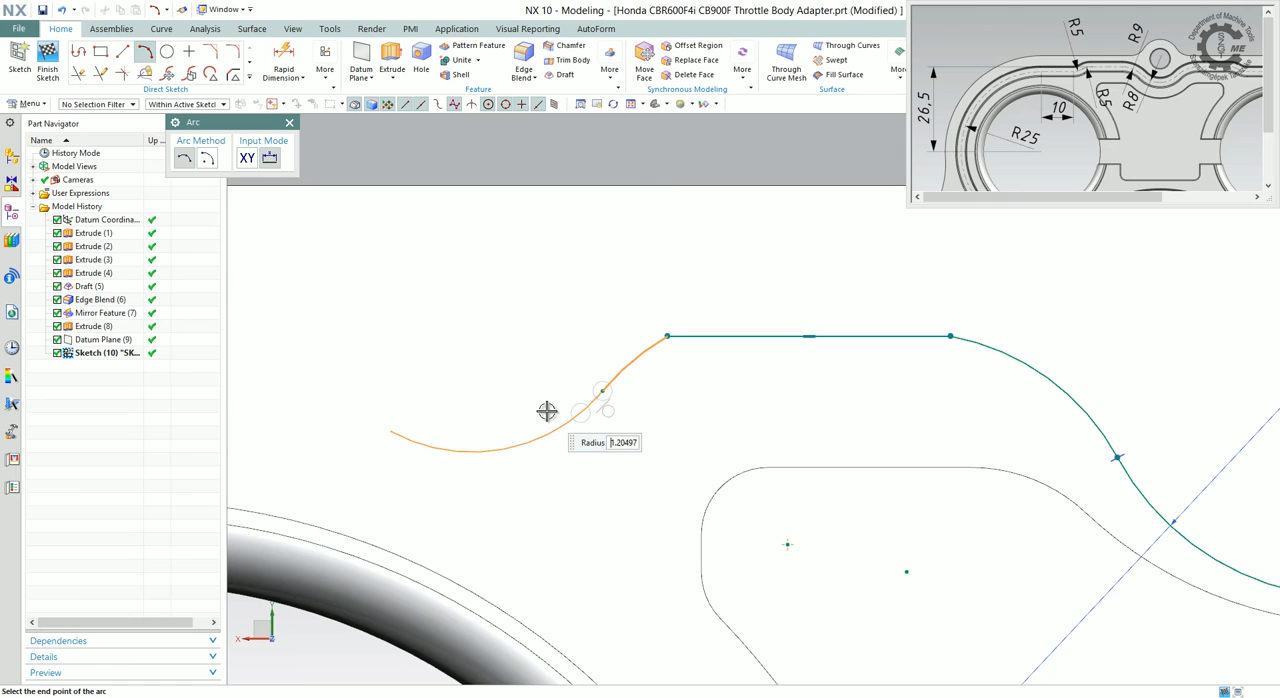 NX
Window
NX 10 - Modeling - [Honda CBR600F4i CB900F Throttle Body Adapter.prt (Modified) ]
File
Home
Assemblies
Curve
Analysis
Surface
View
Tools
Render
PMI
Application
Visual Reporting
AutoForm
Sketch
Finish
Sketch
Rapid
Dimension
More
Direct Sketch
Datum
Plane
Extrude
Hole
Pattern Feature
Unite
Shell
Edge
Blend
Chamfer
Trim Body
Draft
More
Feature
Move
Face
Offset Region
Replace Face
Delete Face
More
Synchronous Modeling
Through
Curve Mesh
Through Curves
Swept
Fill Surface
Mor
Surface
Menu
No Selection Filter
Within Active Sketch
Part Navigator
Name
Up ...
History Mode
Model Views
Cameras
User Expressions
Model History
Datum Coordina...
Extrude (1)
Extrude (2)
Extrude (3)
Extrude (4)
Draft (5)
Edge Blend (6)
Mirror Feature (7)
Extrude (8)
Datum Plane (9)
Sketch (10) "SK...
Dependencies
Details
Preview
Arc
Arc Method
Input Mode
XY
Radius
1.20497
X
Y
Z
R5
R9
26,5
10
R5
R8
R25
Department of Machine Tools
ME
Select the end point of the arc